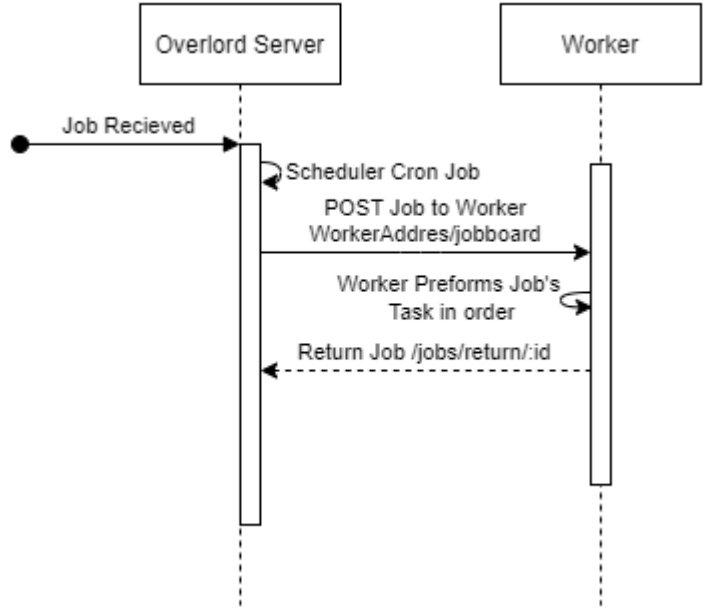 Overlord Server
Worker
Job Recieved
Scheduler Cron Job
POST Job to Worker
WorkerAddres/jobboard
Worker Preforms Job's
Task in order
Return Job /jobs/return/:id